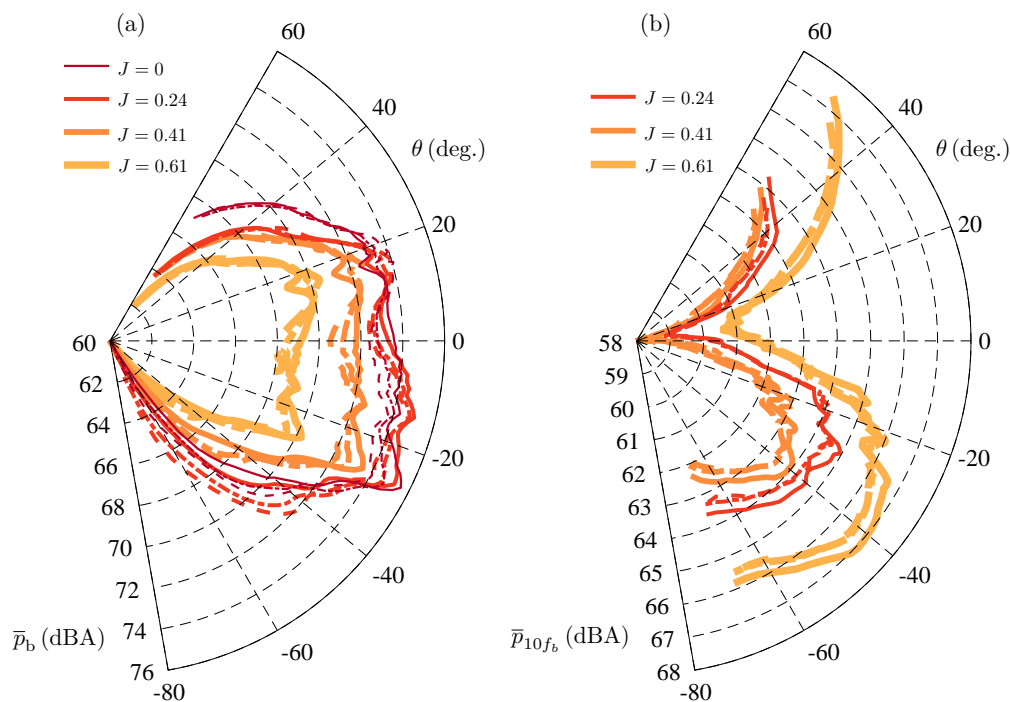 (a)
60
J = 0
J = 0.24
J = 0.41
J = 0.61
40
θ (deg.)
20
0
-20
-40
-60
-80
60
62
64
66
68
70
72
74
76
p̅_b (dBA)
(b)
60
J = 0.24
J = 0.41
J = 0.61
40
θ (deg.)
20
0
-20
-40
-60
-80
58
59
60
61
62
63
64
65
66
67
68
p̅_{10f_b} (dBA)